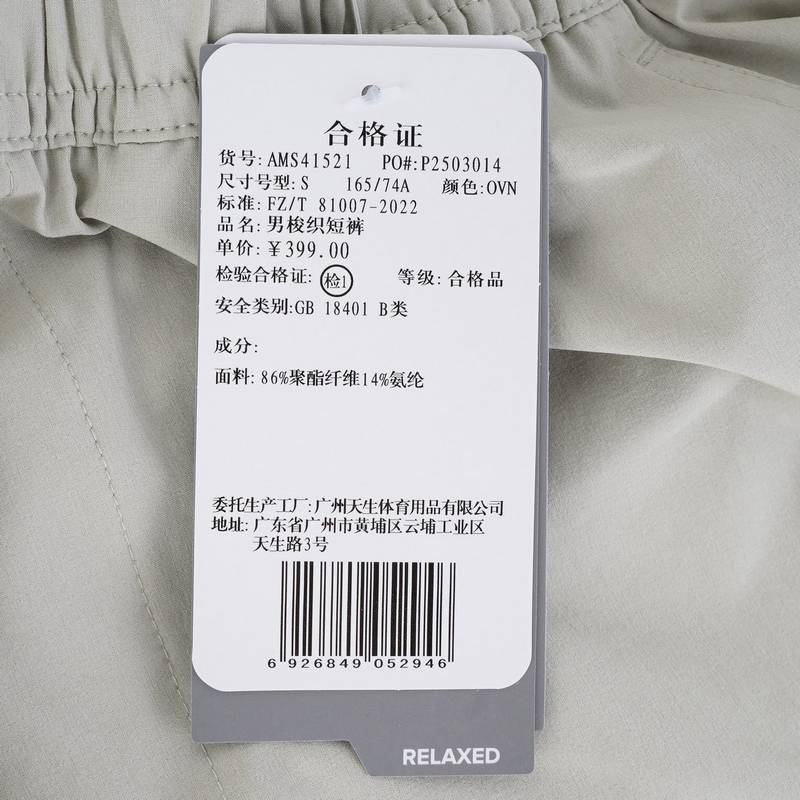 合格证
货号: AMS41521 PO#: P2503014
尺寸号型: S 165/74A 颜色: OVN
标准: FZ/T 81007-2022
品名: 男梭织短裤
单价: ¥399.00
检验合格证: 检1 等级: 合格品
安全类别: GB 18401 B类
成分:
面料: 86%聚酯纤维14%氨纶
委托生产工厂: 广州天生体育用品有限公司
地址: 广东省广州市黄埔区云埔工业区
天生路3号
6 926849 052946
RELAXED